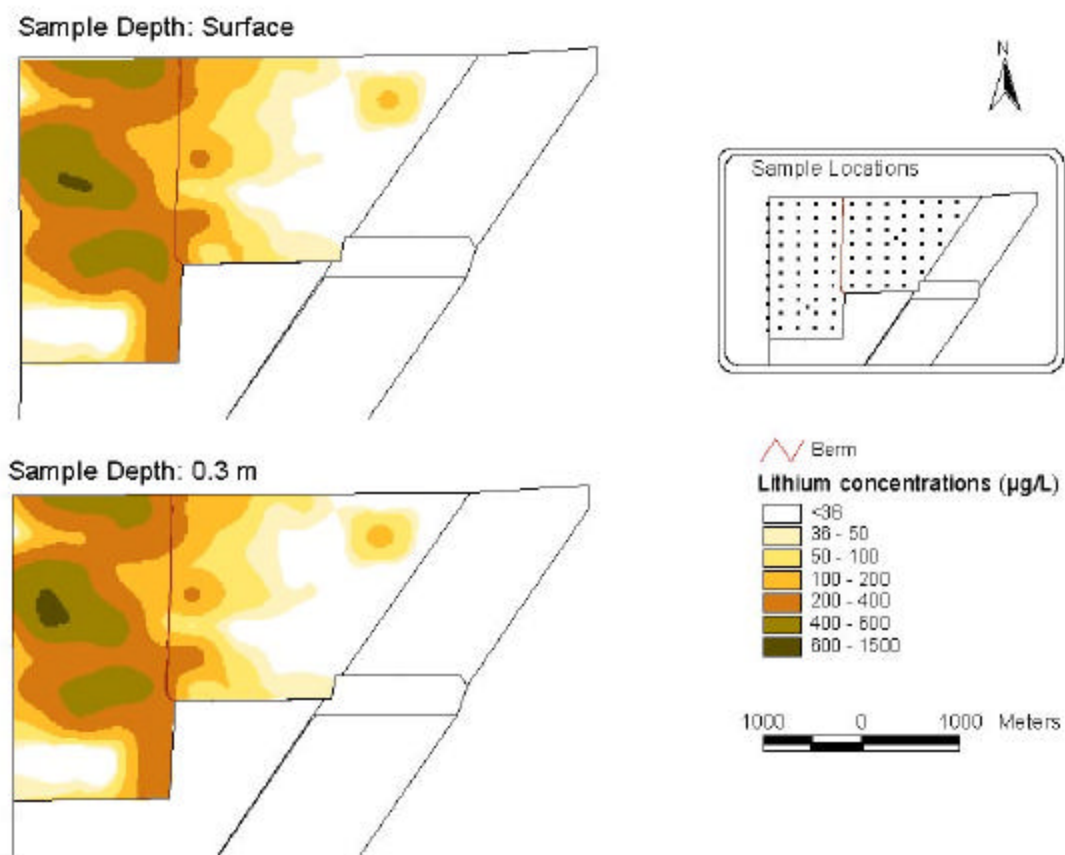 Sample Depth: Surface
N
Sample Locations
Sample Depth: 0.3 m
Berm
Lithium concentrations (µg/L)
<36
36 - 50
50 - 100
100 - 200
200 - 400
400 - 600
600 - 1500
1000 0 1000 Meters